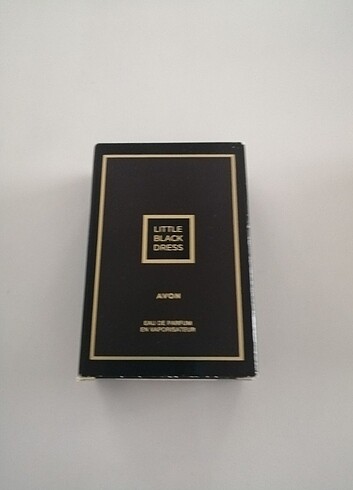 LITTLE
BLACK
DRESS
AVON
EAU DE PARFUM
EN VAPORISATEUR